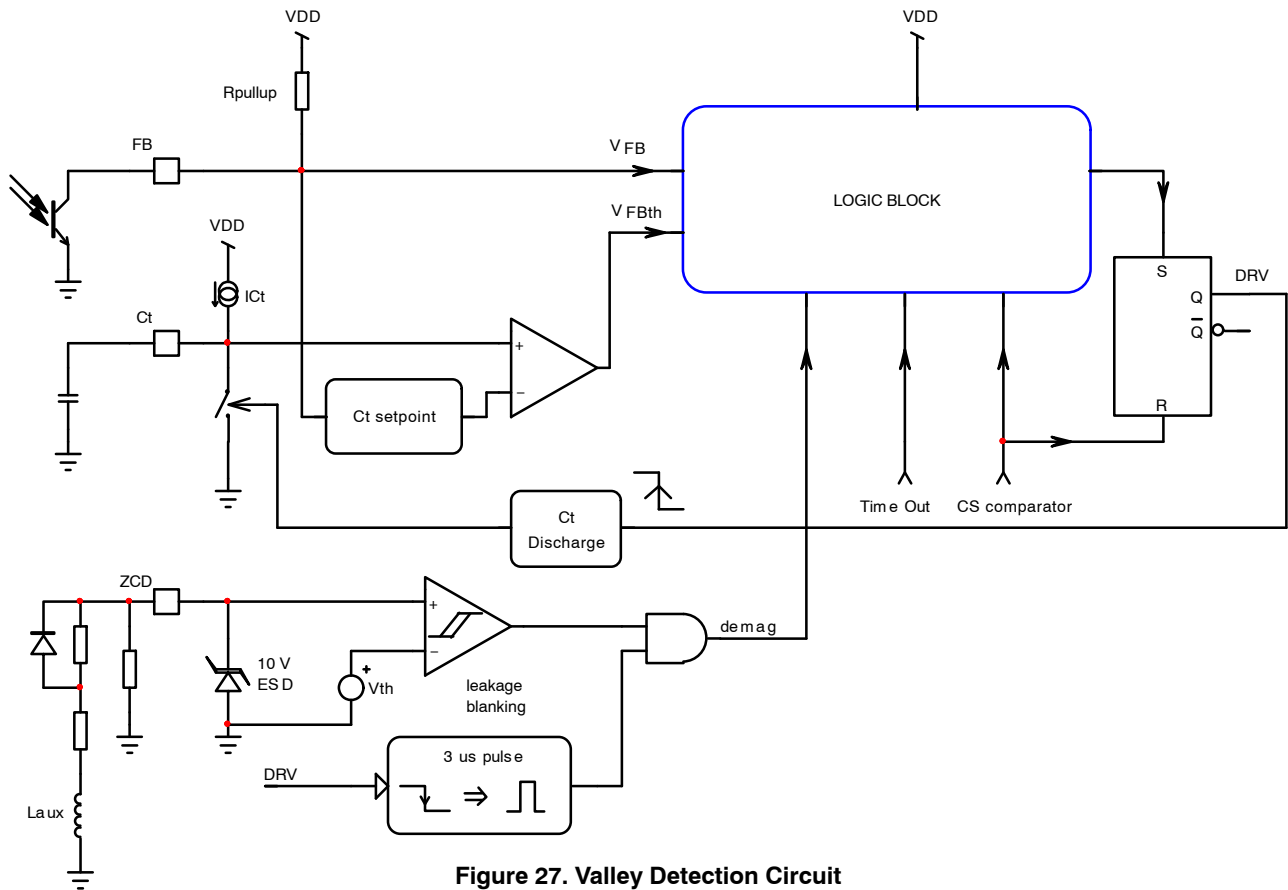 VDD
VDD
Rpullup
FB
V FB
LOGIC BLOCK
V FBth
VDD
ICt
S
DRV
Q
Q
Ct
+
−
Ct setpoint
R
Time Out
CS comparator
Ct
Discharge
ZCD
+
−
demag
10 V
ESD
+
Vth
leakage
blanking
3 us pulse
DRV
⇒
Laux
Figure 27. Valley Detection Circuit